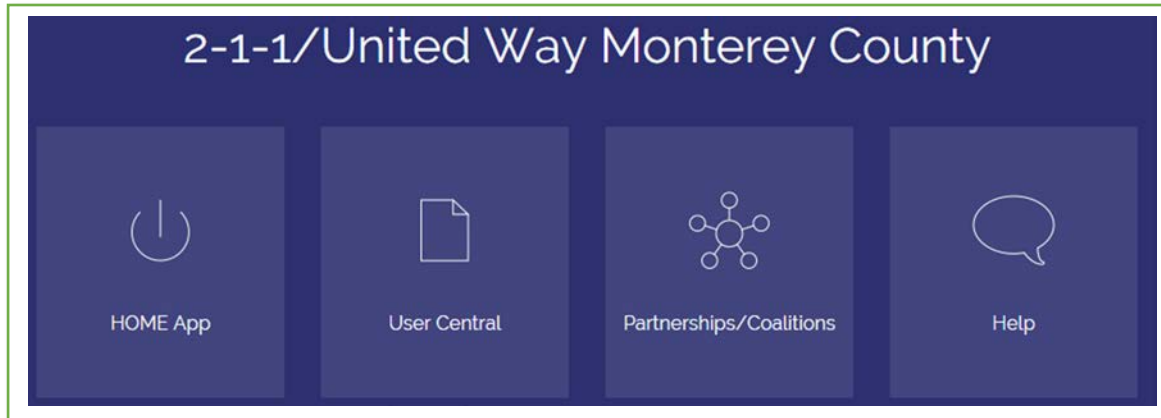 2-1-1/United Way Monterey County
HOME App
User Central
Partnerships/Coalitions
Help